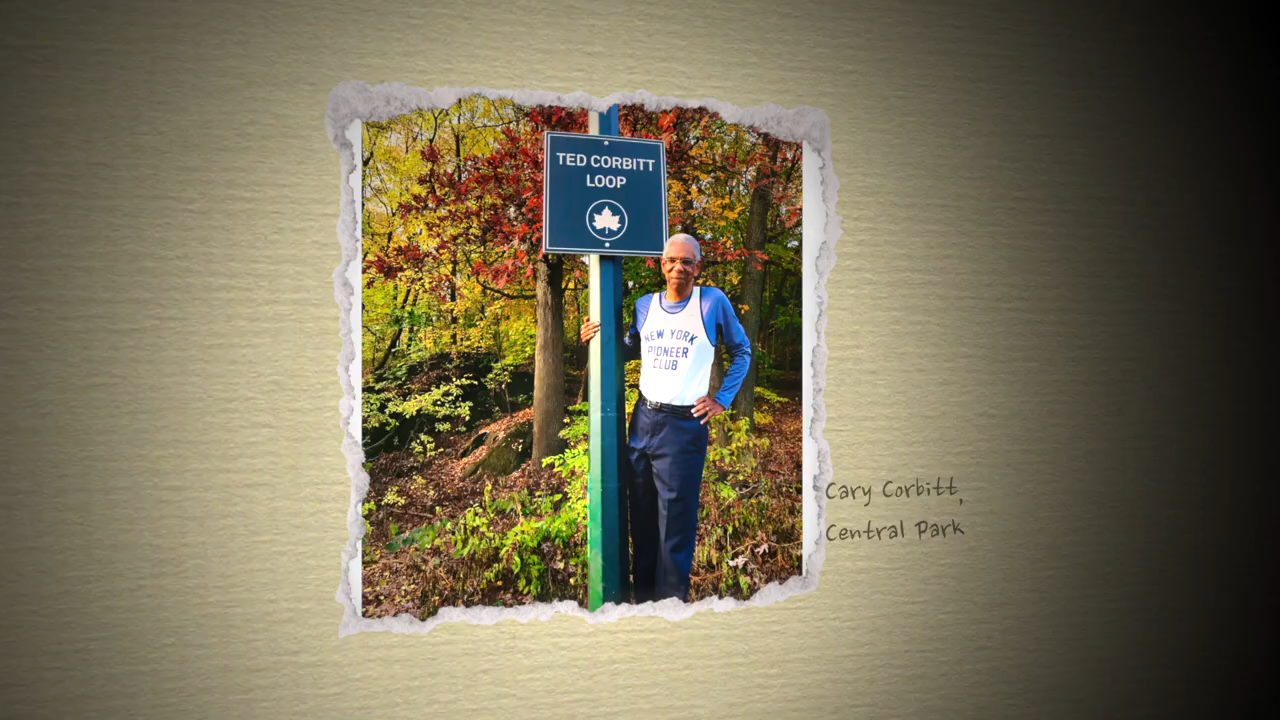 TED CORBITT
LOOP
NEW YORK
PIONEER
CLUB
Cary Corbitt,
Central Park